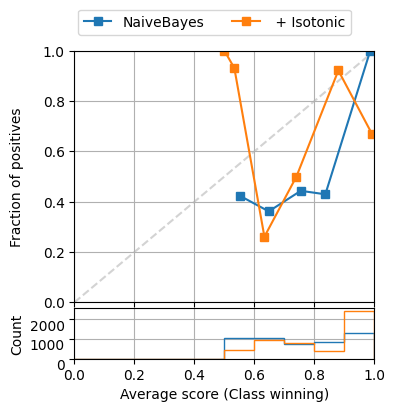 NaiveBayes + Isotonic
1.0
0.8
0.6
0.4
0.2
0.0
Fraction of positives
2000
1000
0
Count
0.0 0.2 0.4 0.6 0.8 1.0
Average score (Class winning)